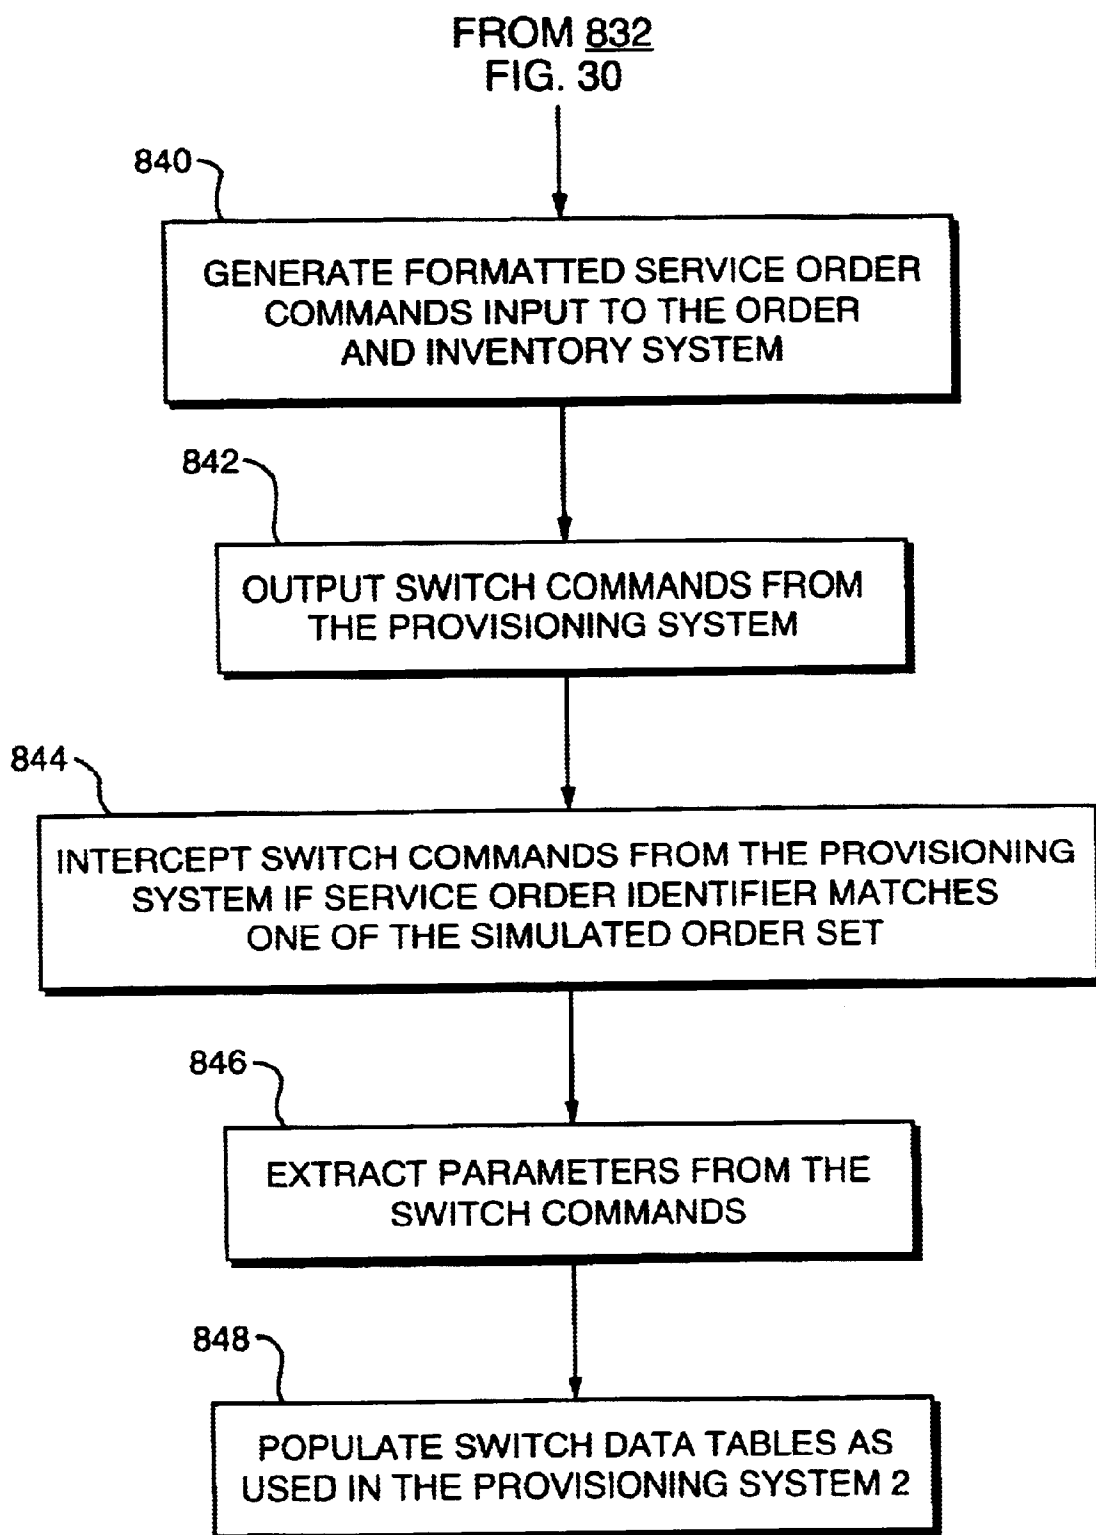 FROM 832
FIG. 30
840
GENERATE FORMATTED SERVICE ORDER
COMMANDS INPUT TO THE ORDER
AND INVENTORY SYSTEM
842
OUTPUT SWITCH COMMANDS FROM
THE PROVISIONING SYSTEM
844
INTERCEPT SWITCH COMMANDS FROM THE PROVISIONING
SYSTEM IF SERVICE ORDER IDENTIFIER MATCHES
ONE OF THE SIMULATED ORDER SET
846
EXTRACT PARAMETERS FROM THE
SWITCH COMMANDS
848
POPULATE SWITCH DATA TABLES AS
USED IN THE PROVISIONING SYSTEM 2